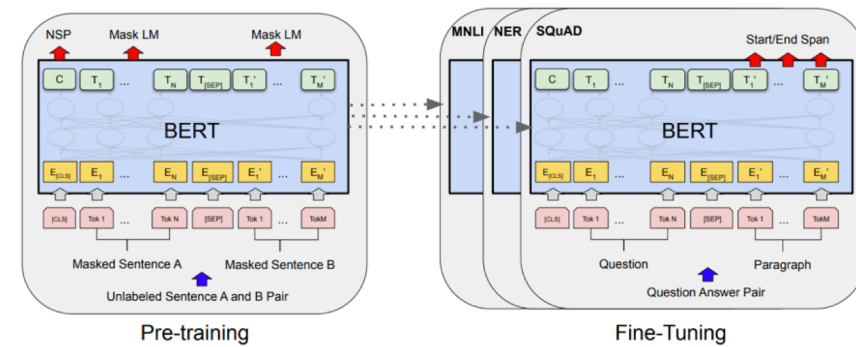 NSP Mask LM Mask LM
C T1 ... TN T[SEP] T1' ... TM'
BERT
E[CLS] E1 ... EN E[SEP] E1' ... EM'
[CLS] Tok 1 ... Tok N [SEP] Tok 1 ... TokM
Masked Sentence A Masked Sentence B
Unlabeled Sentence A and B Pair
Pre-training
MNLI NER SQuAD
Start/End Span
C T1 ... TN T[SEP] T1' ... TM'
BERT
E[CLS] E1 ... EN E[SEP] E1' ... EM'
[CLS] Tok 1 ... Tok N [SEP] Tok 1 ... TokM
Question Paragraph
Question Answer Pair
Fine-Tuning